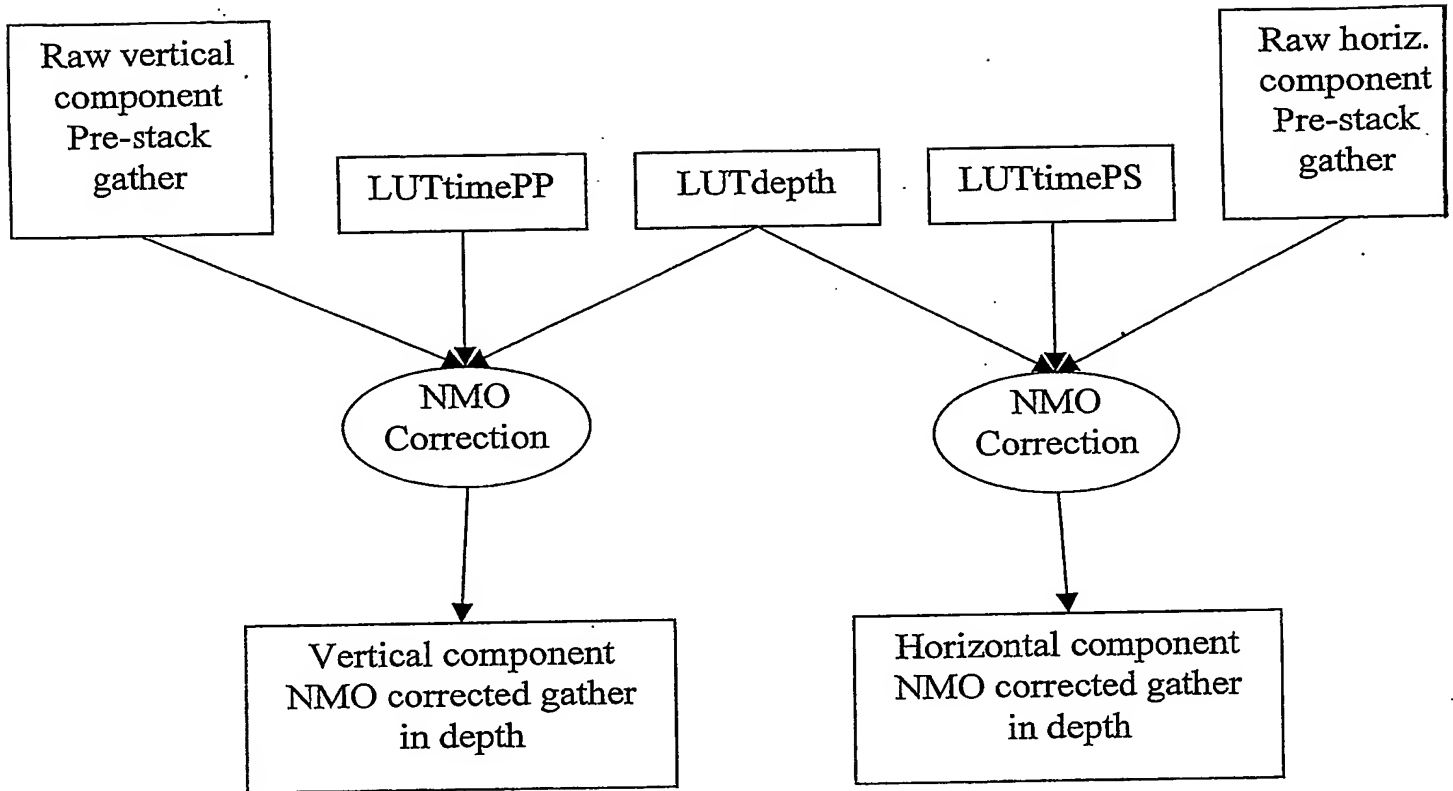 Raw vertical
component
Pre-stack
gather
LUTtimePP
LUTdepth
LUTtimePS
Raw horiz.
component
Pre-stack
gather
NMO
Correction
NMO
Correction
Vertical component
NMO corrected gather
in depth
Horizontal component
NMO corrected gather
in depth